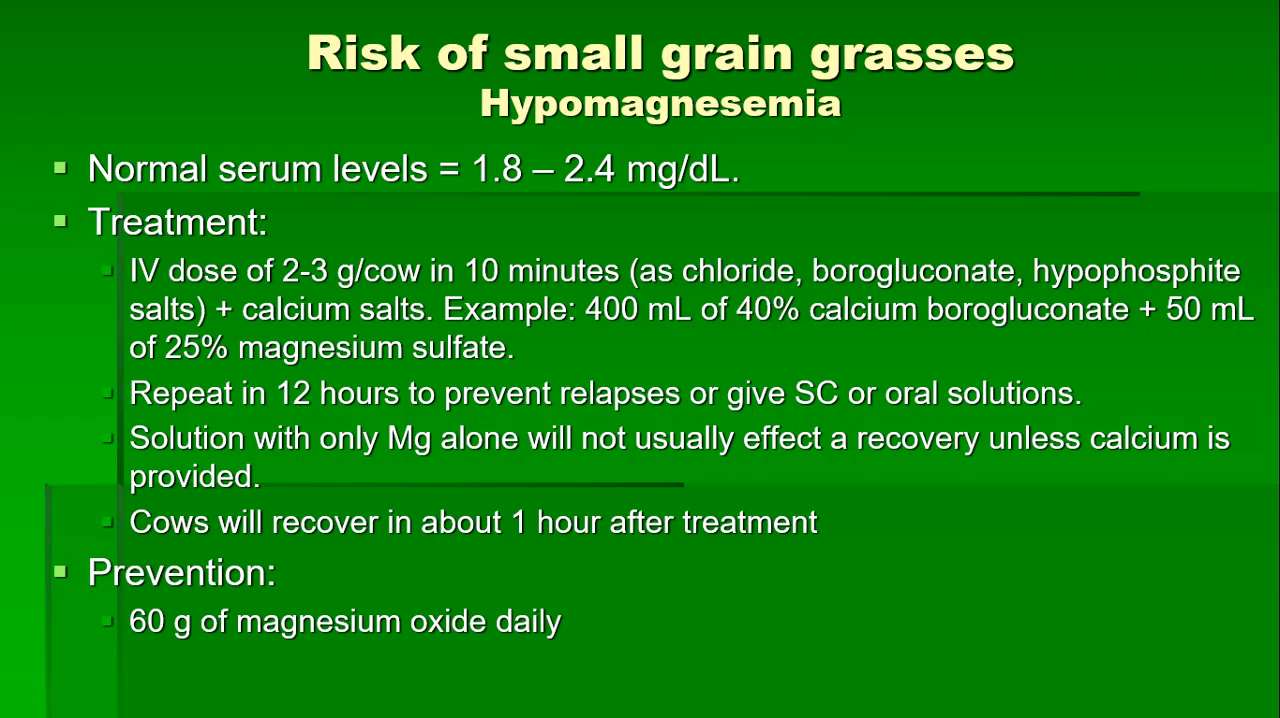 Risk of small grain grasses
Hypomagnesemia
Normal serum levels = 1.8 – 2.4 mg/dL.
Treatment:
IV dose of 2-3 g/cow in 10 minutes (as chloride, borogluconate, hypophosphite
salts) + calcium salts. Example: 400 mL of 40% calcium borogluconate + 50 mL
of 25% magnesium sulfate.
Repeat in 12 hours to prevent relapses or give SC or oral solutions.
Solution with only Mg alone will not usually effect a recovery unless calcium is
provided.
Cows will recover in about 1 hour after treatment
Prevention:
60 g of magnesium oxide daily